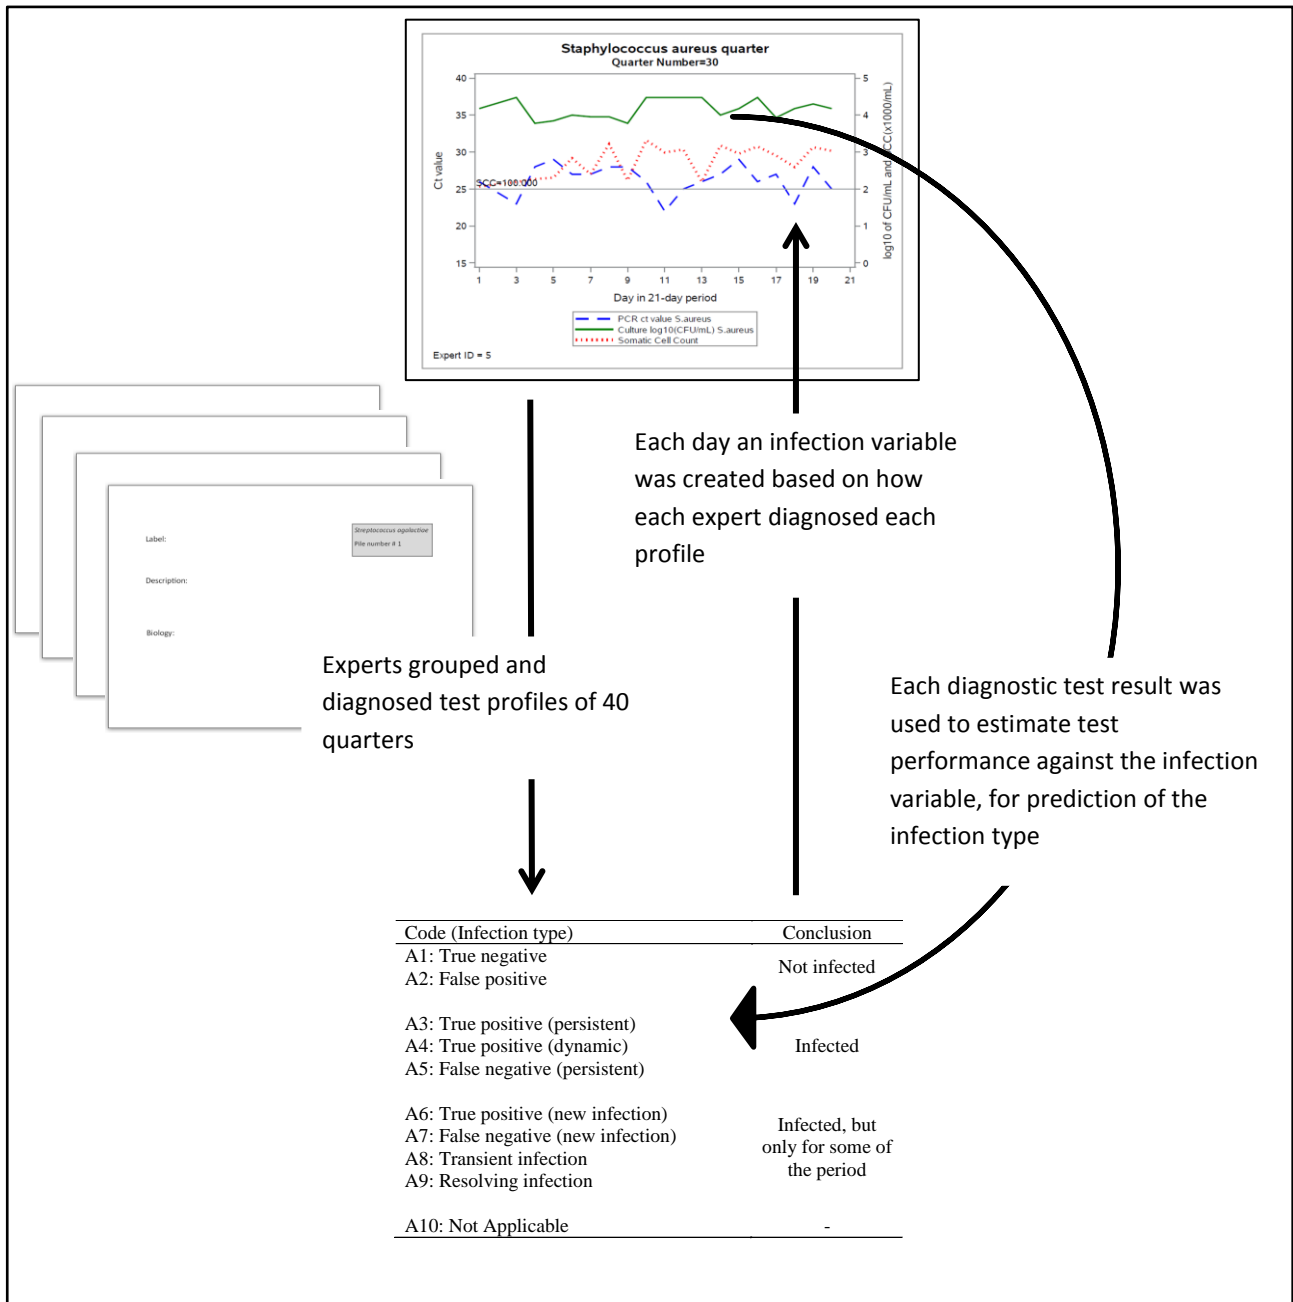 Staphylococcus aureus quarter
Quarter Number=30
40
35
30
25
20
15
Ct value
5
4
3
2
1
0
log10 of CFU/mL and SCC(x1000/mL)
1 3 5 7 9 11 13 15 17 19 21
Day in 21-day period
PCR ct value S.aureus
Culture log10(CFU/mL) S.aureus
Somatic Cell Count
Expert ID = 5
Label:
Streptococcus agalactiae
Pile number # 1
Description:
Biology:
Each day an infection variable
was created based on how
each expert diagnosed each
profile
Experts grouped and
diagnosed test profiles of 40
quarters
Each diagnostic test result was
used to estimate test
performance against the infection
variable, for prediction of the
infection type
Code (Infection type) Conclusion
A1: True negative
A2: False positive
Not infected
A3: True positive (persistent)
A4: True positive (dynamic)
A5: False negative (persistent)
Infected
A6: True positive (new infection)
A7: False negative (new infection)
A8: Transient infection
A9: Resolving infection
Infected, but
only for some of
the period
A10: Not Applicable -